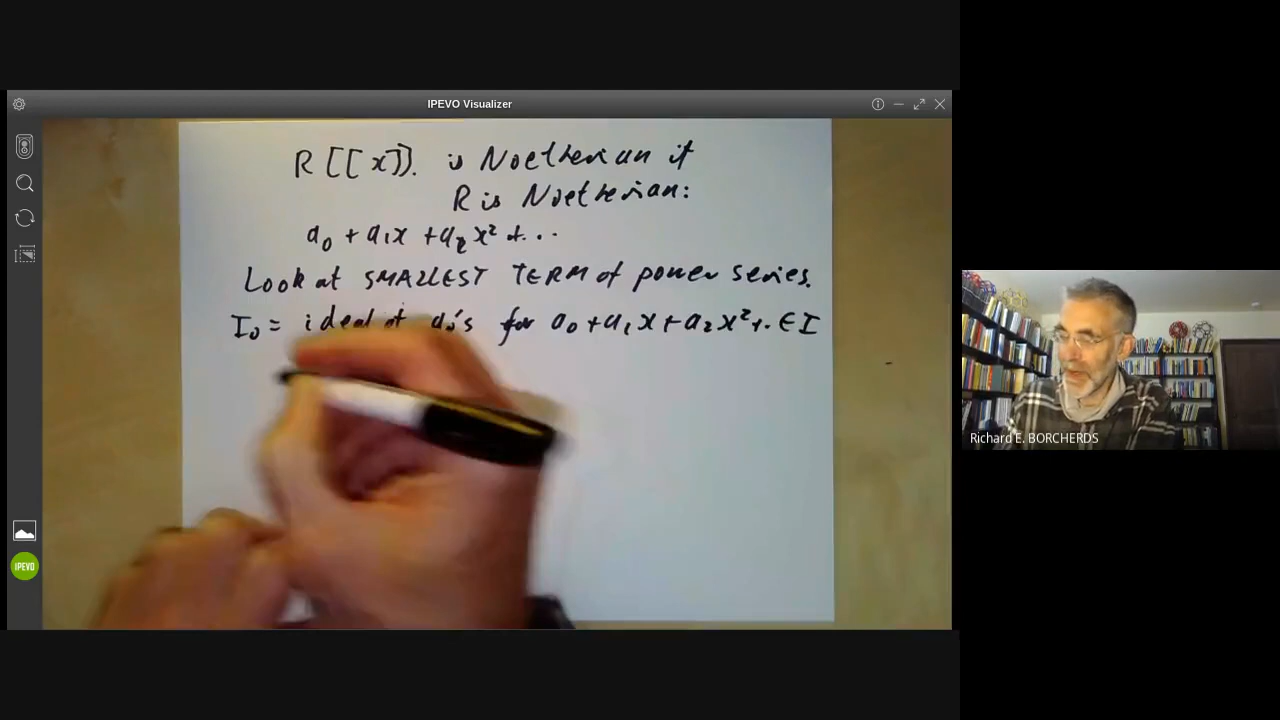 IPEVO Visualizer
R[[x]]. is Noetherian if
R is Noetherian:
a₀ + a₁x + a₂x² + ...
Look at SMALLEST TERM of power series.
I₀ = ideal of a₀'s for a₀ + a₁x + a₂x² + .. ∈ I
IPEVO
Richard E. BORCHERDS